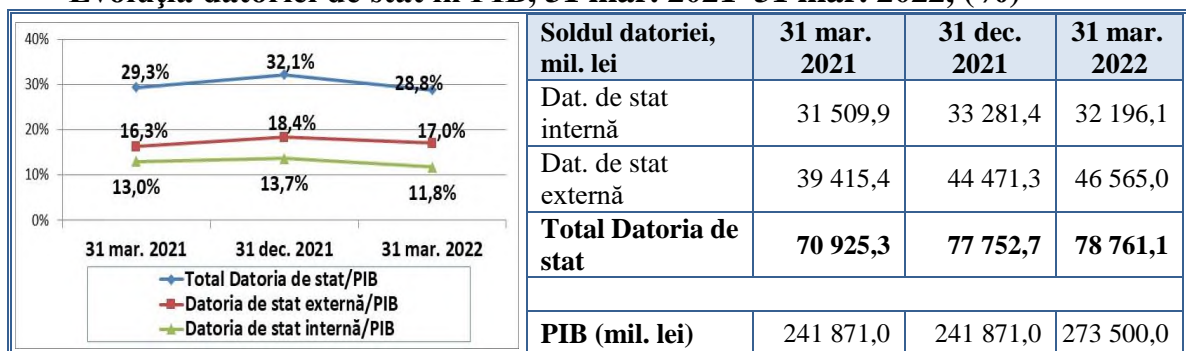 40%
30%
20%
10%
0%
29,3%
32,1%
28,8%
16,3%
18,4%
17,0%
13,0%
13,7%
11,8%
31 mar. 2021 31 dec. 2021 31 mar. 2022
Total Datoria de stat/PIB
Datoria de stat externă/PIB
Datoria de stat internă/PIB
Soldul datoriei, 31 mar. 31 dec. 31 mar.
mil. lei 2021 2021 2022
Dat. de stat
internă 31 509,9 33 281,4 32 196,1
Dat. de stat
externă 39 415,4 44 471,3 46 565,0
Total Datoria de
stat 70 925,3 77 752,7 78 761,1
PIB (mil. lei) 241 871,0 241 871,0 273 500,0